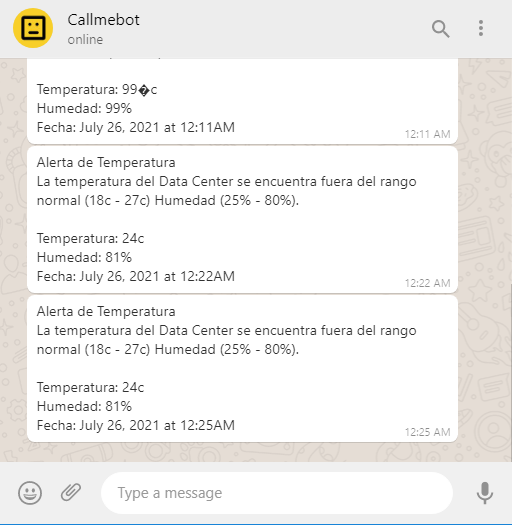 Callmebot
online
Temperatura: 99�c
Humedad: 99%
Fecha: July 26, 2021 at 12:11AM
12:11 AM
Alerta de Temperatura
La temperatura del Data Center se encuentra fuera del rango
normal (18c - 27c) Humedad (25% - 80%).
Temperatura: 24c
Humedad: 81%
Fecha: July 26, 2021 at 12:22AM
12:22 AM
Alerta de Temperatura
La temperatura del Data Center se encuentra fuera del rango
normal (18c - 27c) Humedad (25% - 80%).
Temperatura: 24c
Humedad: 81%
Fecha: July 26, 2021 at 12:25AM
12:25 AM
Type a message